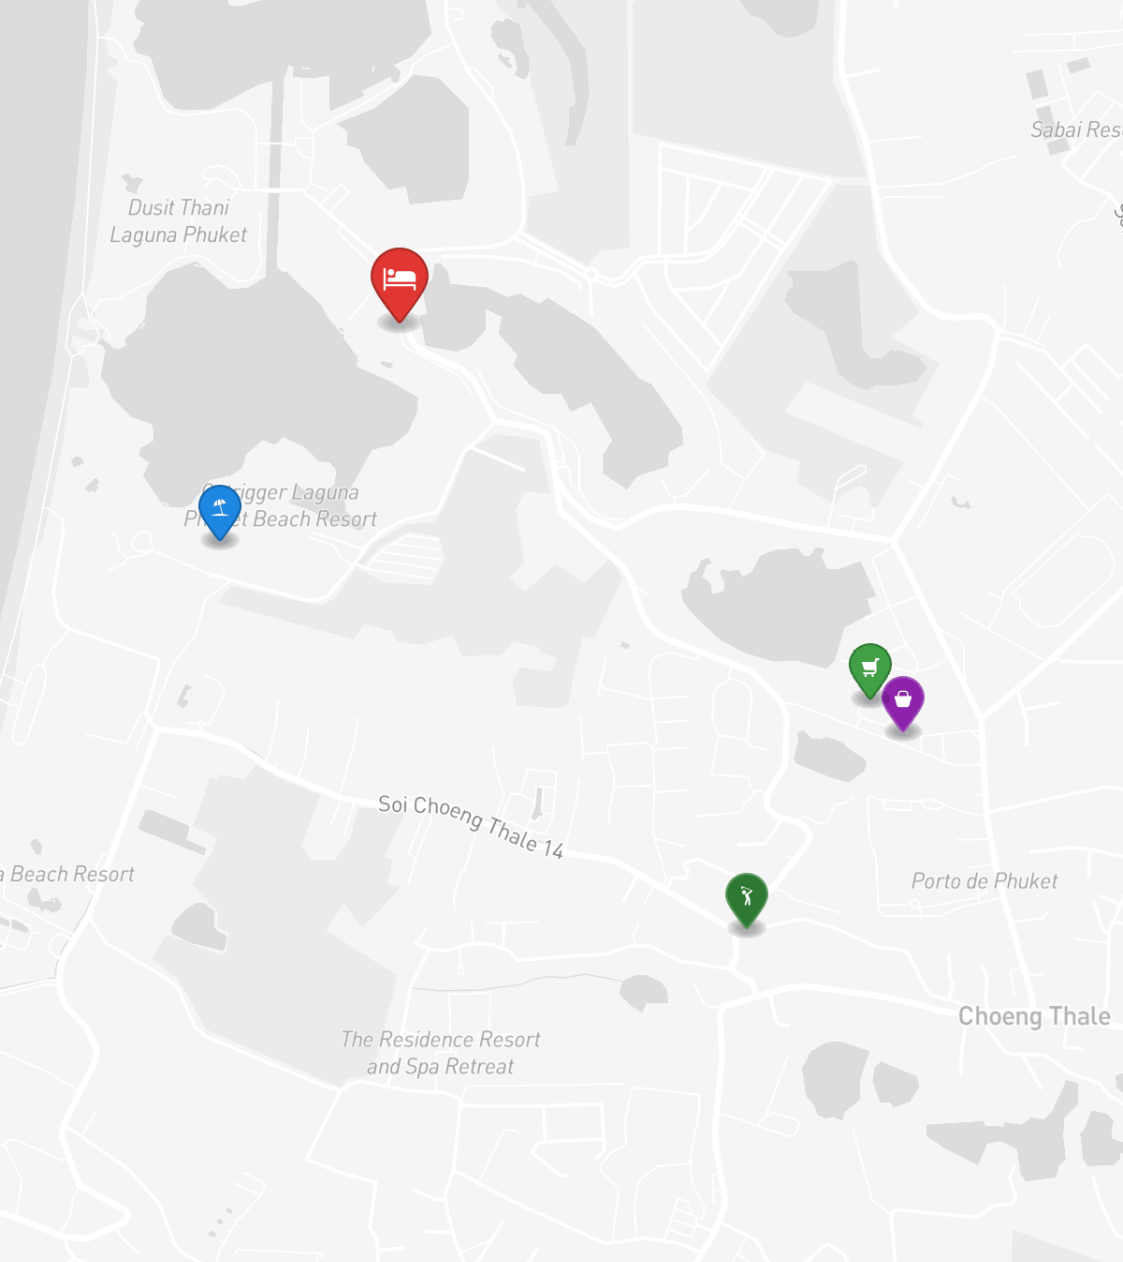 Sabai Res
Dusit Thani
Laguna Phuket
Laguna
Beach Resort
Soi Choeng Thale 14
a Beach Resort
Porto de Phuket
Choeng Thale
The Residence Resort
and Spa Retreat